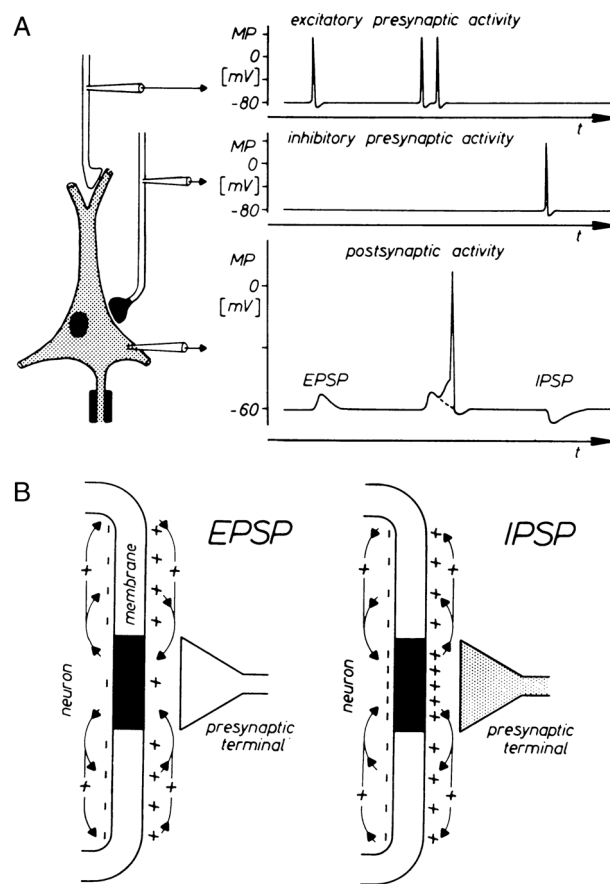 A
excitatory presynaptic activity
MP
0
[mV]
-80
t
inhibitory presynaptic activity
MP
0
[mV]
-80
t
postsynaptic activity
MP
0
[mV]
EPSP
IPSP
-60
t
B
EPSP
membrane
neuron
presynaptic
terminal
IPSP
neuron
presynaptic
terminal